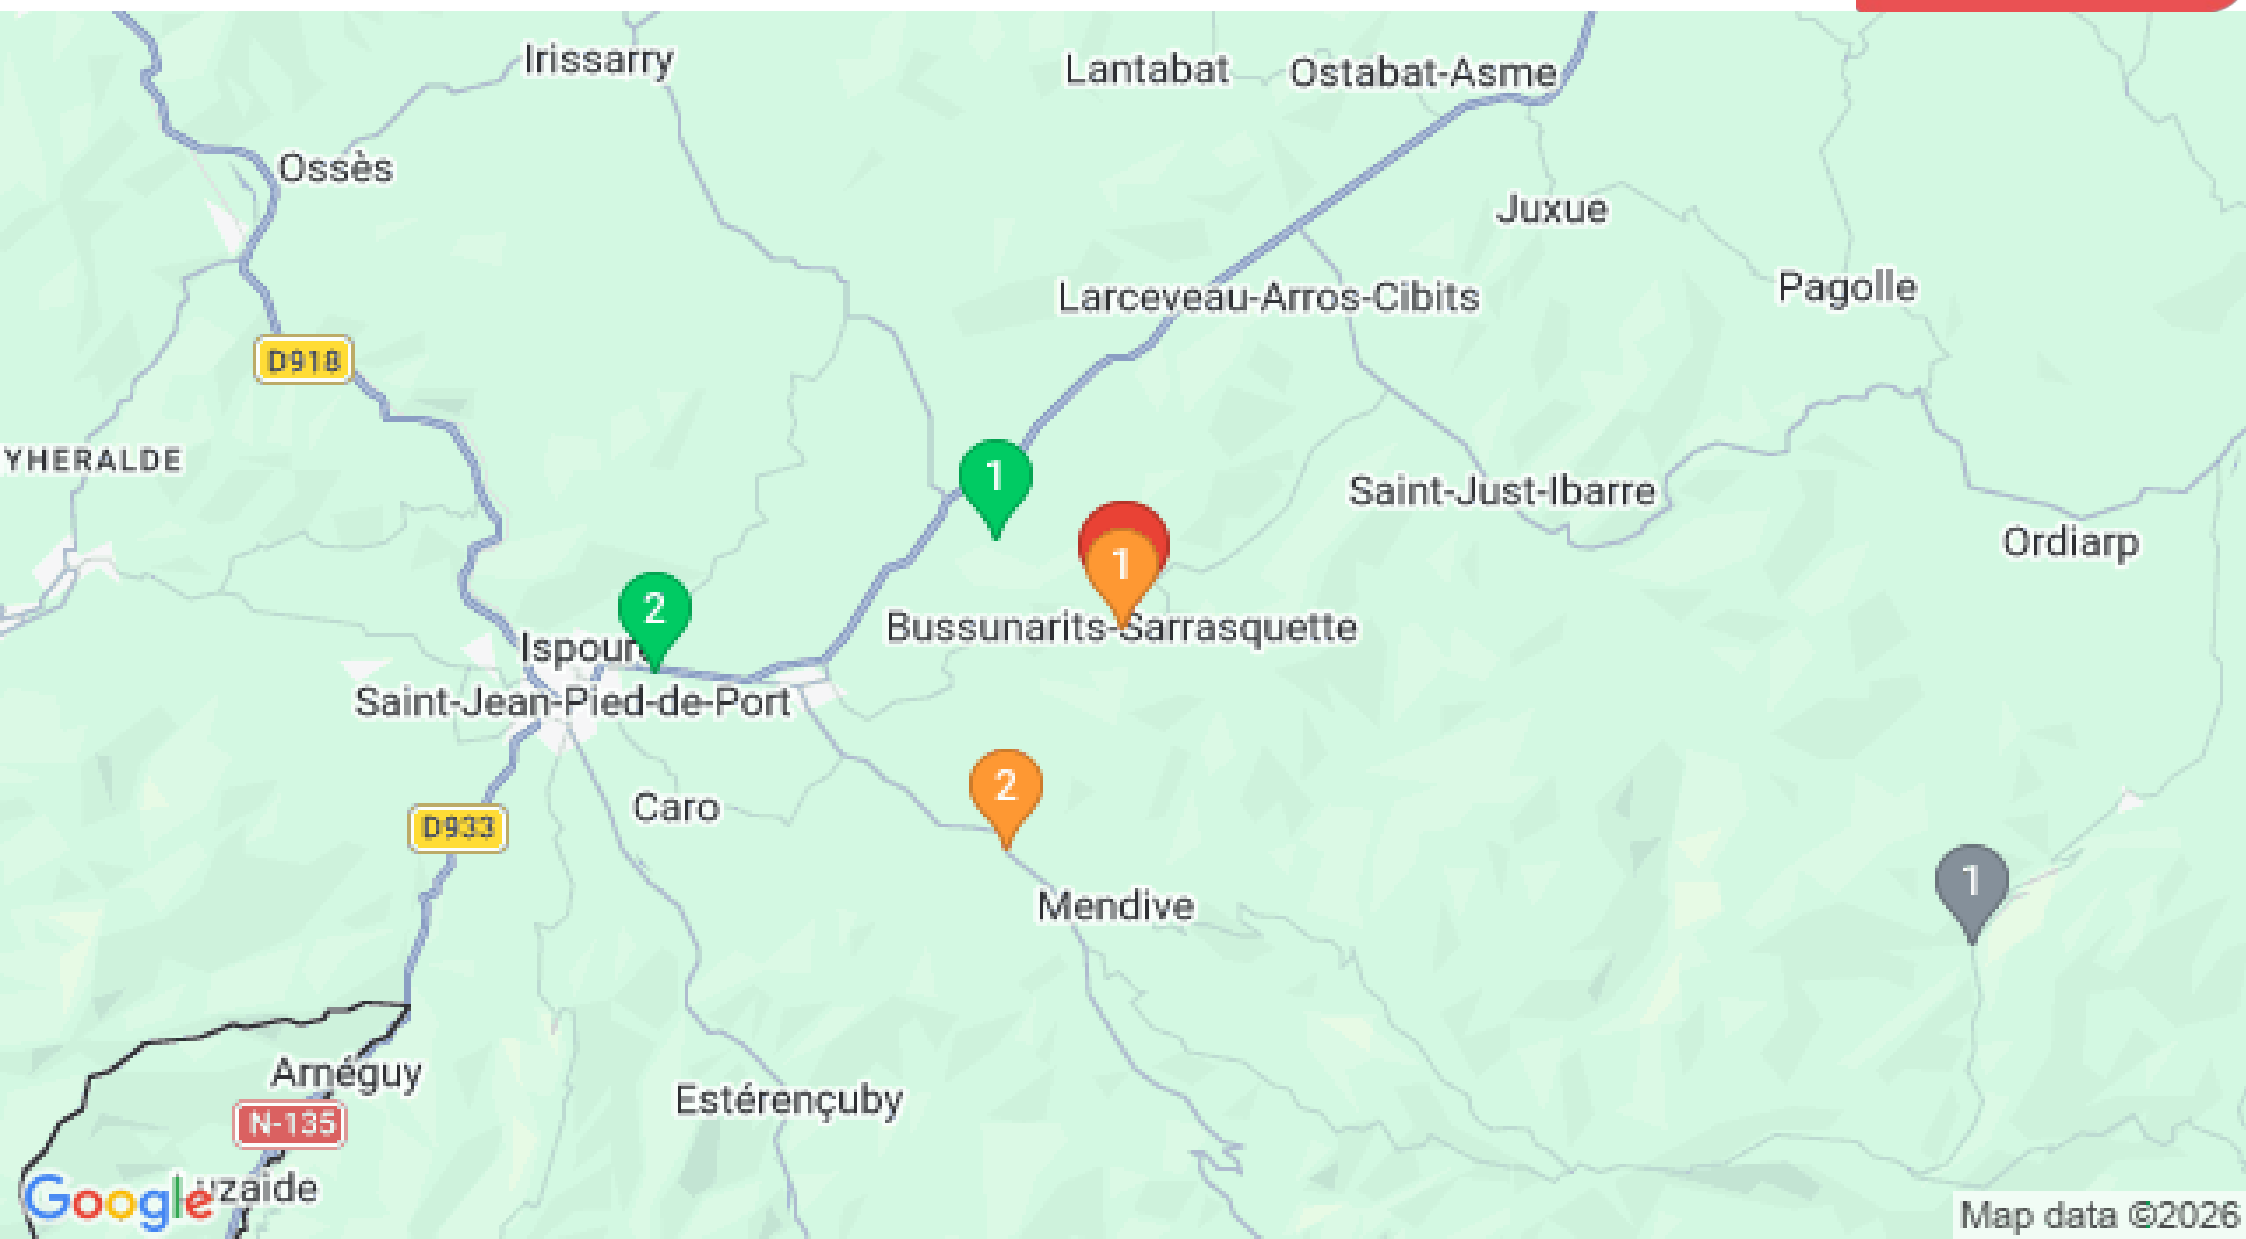 Irissarry
Lantabat
Ostabat-Asme
Ossès
Juxue
Pagolle
Larceveau-Arros-Cibits
D918
YHERALDE
1
Saint-Just-Ibarre
Ordiarp
1
2
Bussunarits-Sarrasquette
Saint-Jean-Pied-de-Port
2
Caro
D933
1
Mendive
Arnéguy
Estérençuby
N-135
Google
Map data ©2026